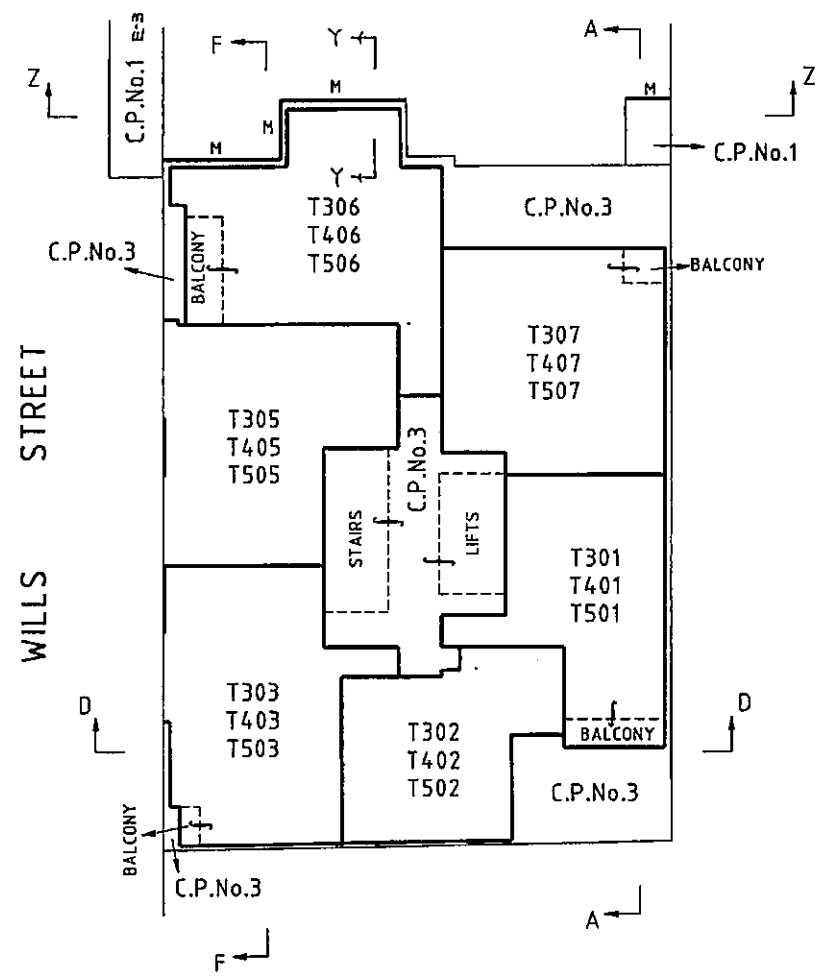 E-3
C.P.No.1
F
Y
A
Z
M
M
M
M
Z
C.P.No.1
Y
T306
T406
T506
C.P.No.3
C.P.No.3
BALCONY
BALCONY
T307
T407
T507
STREET
T305
T405
T505
C.P.No.3
STAIRS
LIFTS
T301
T401
T501
WILLS
T303
T403
T503
D
D
T302
T402
T502
BALCONY
C.P.No.3
BALCONY
C.P.No.3
A
F